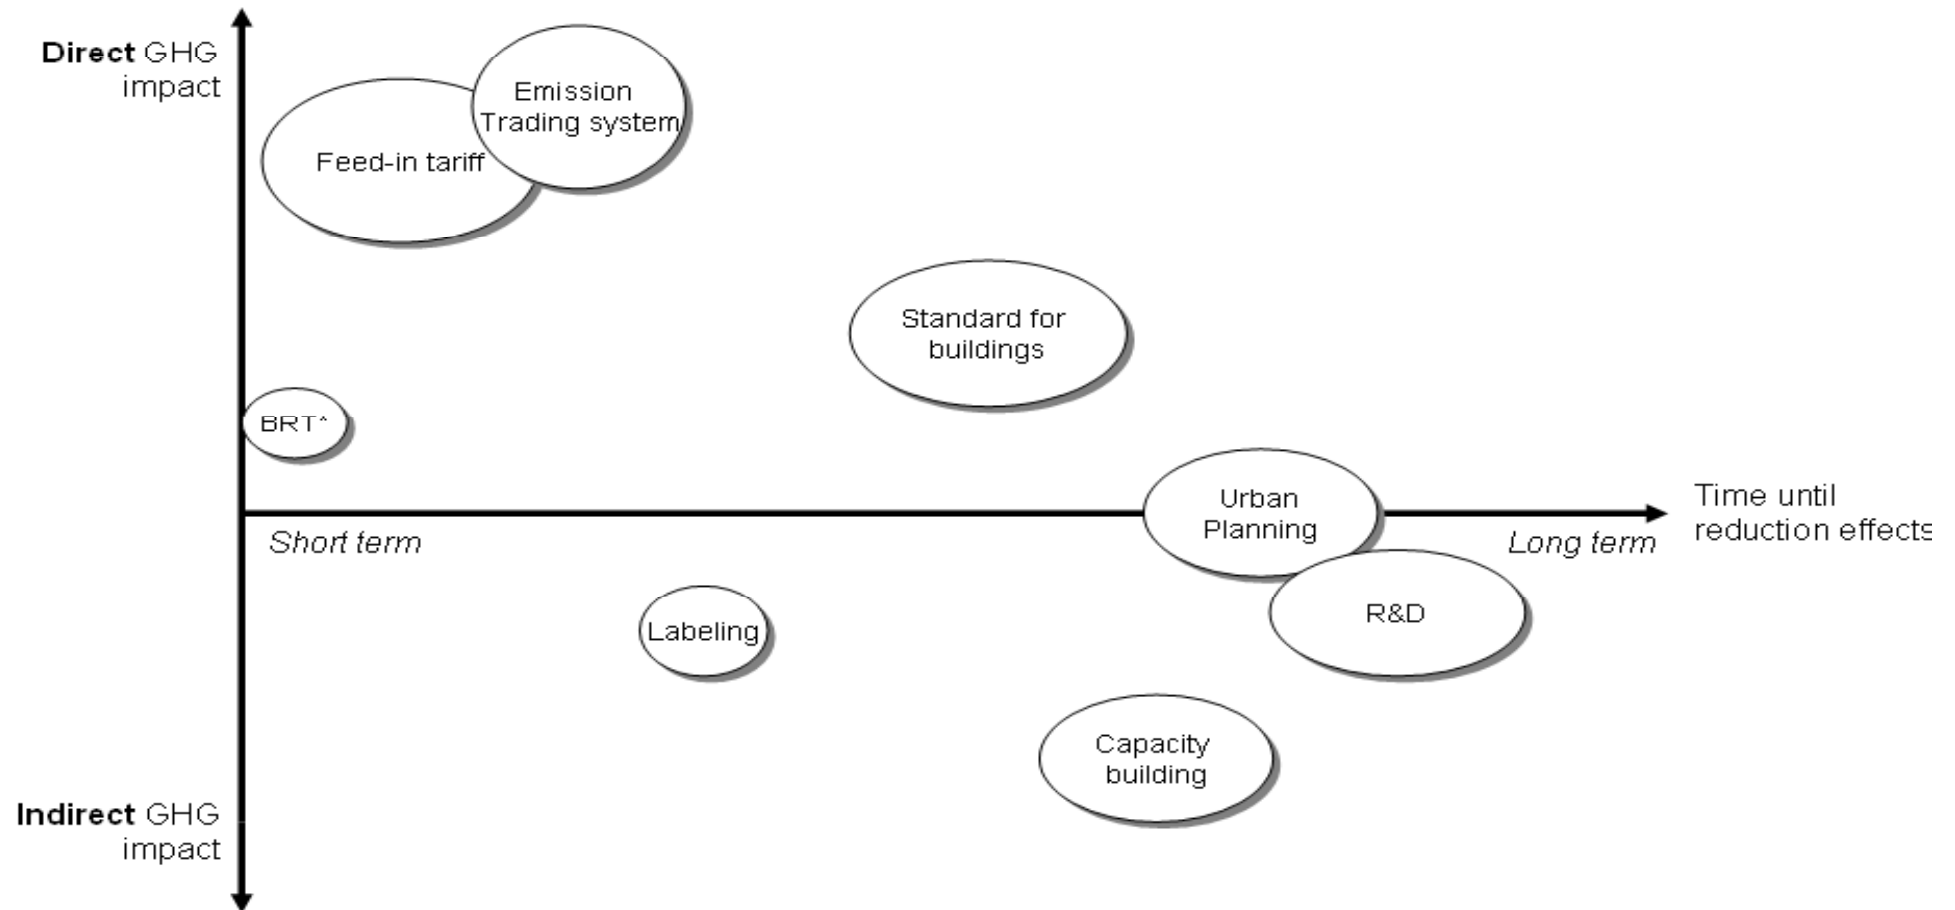 Direct GHG
impact
Emission
Trading system
Feed-in tariff
Standard for
buildings
BRT*
Urban
Planning
Time until
reduction effects
Short term
Long term
Labeling
R&D
Capacity
building
Indirect GHG
impact